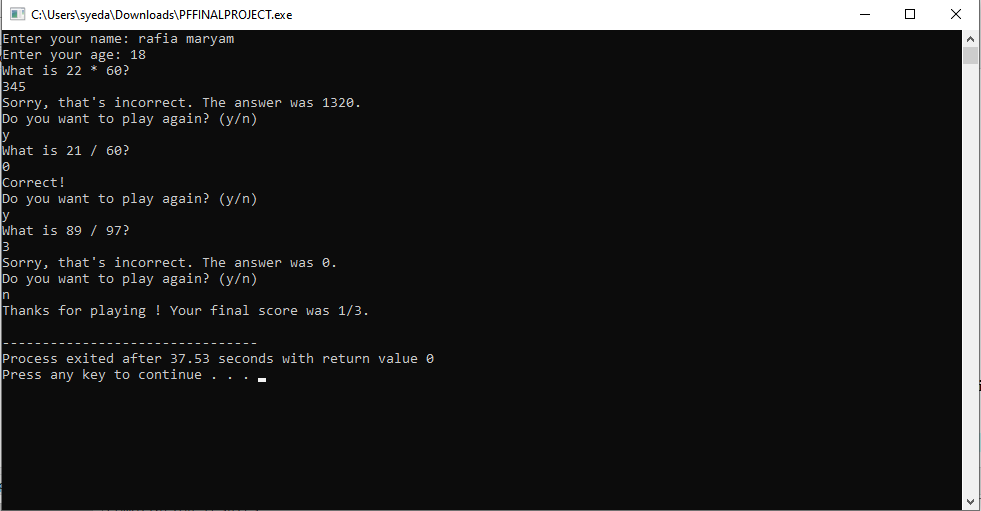 C:\Users\syeda\Downloads\PFFINALPROJECT.exe
Enter your name: rafia maryam
Enter your age: 18
What is 22 * 60?
345
Sorry, that's incorrect. The answer was 1320.
Do you want to play again? (y/n)
y
What is 21 / 60?
0
Correct!
Do you want to play again? (y/n)
y
What is 89 / 97?
3
Sorry, that's incorrect. The answer was 0.
Do you want to play again? (y/n)
n
Thanks for playing ! Your final score was 1/3.
--------------------------------
Process exited after 37.53 seconds with return value 0
Press any key to continue . . .